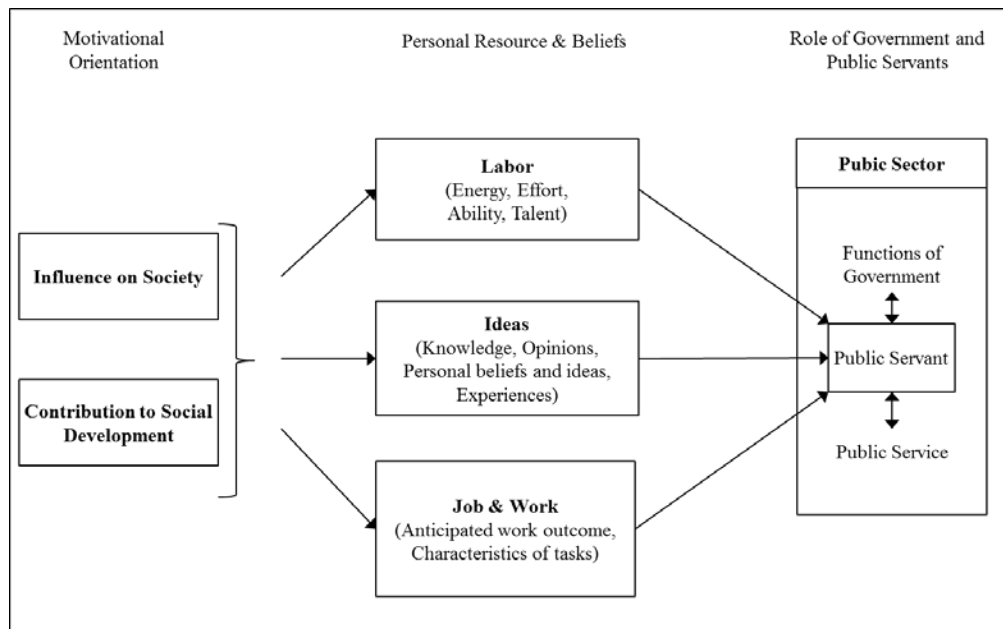 Motivational
Orientation
Personal Resource & Beliefs
Role of Government and
Public Servants
Influence on Society
Contribution to Social
Development
Labor
(Energy, Effort,
Ability, Talent)
Ideas
(Knowledge, Opinions,
Personal beliefs and ideas,
Experiences)
Job & Work
(Anticipated work outcome,
Characteristics of tasks)
Pubic Sector
Functions of
Government
Public Servant
Public Service